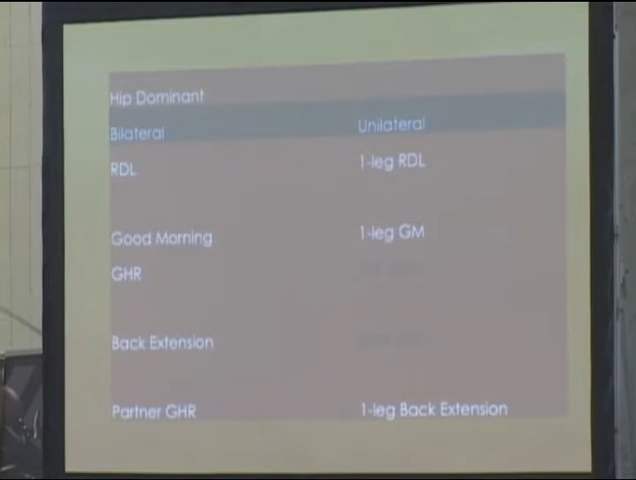 Hip Dominant
Bilateral Unilateral
RDL 1-leg RDL
Good Morning 1-leg GM
GHR
Back Extension
Partner GHR 1-leg Back Extension